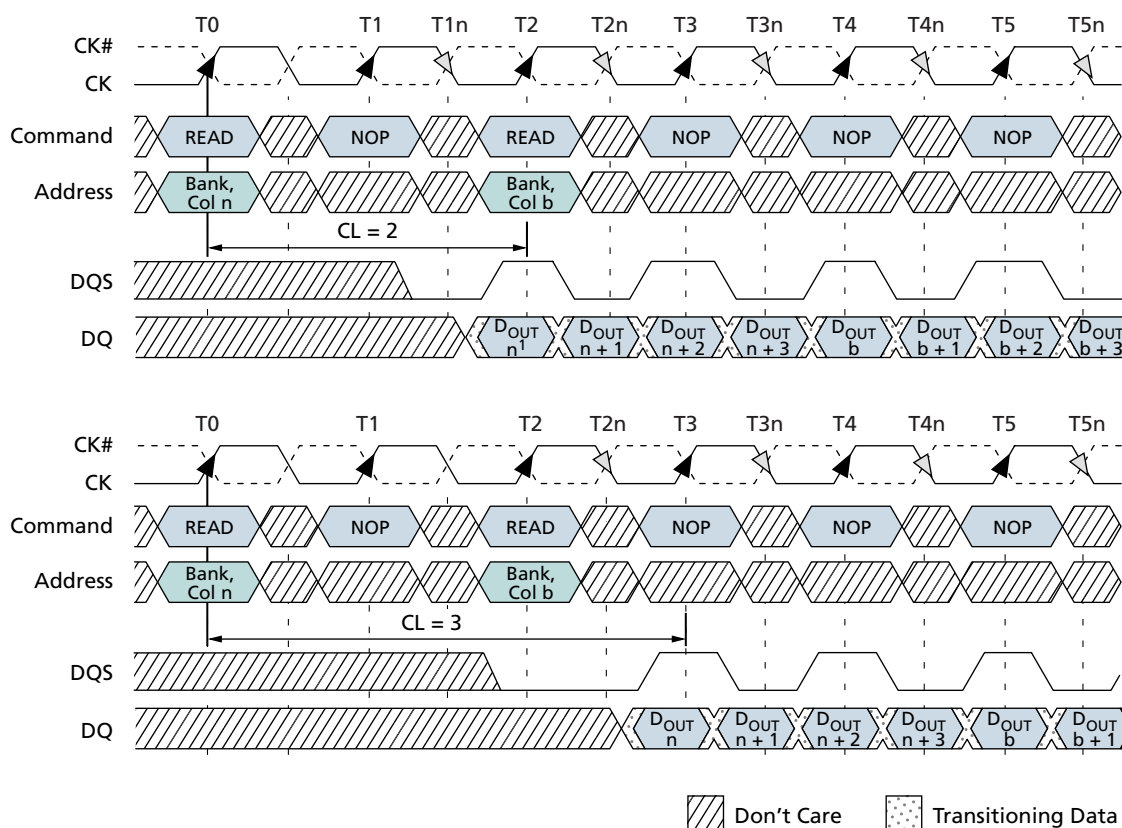 T0 T1 T1n T2 T2n T3 T3n T4 T4n T5 T5n
CK#
CK
Command READ NOP READ NOP NOP NOP
Address Bank, Col n Bank, Col b
CL = 2
DQS
DQ DOUT n1 DOUT n + 1 DOUT n + 2 DOUT n + 3 DOUT b DOUT b + 1 DOUT b + 2 DOUT b + 3
T0 T1 T2 T2n T3 T3n T4 T4n T5 T5n
CK#
CK
Command READ NOP READ NOP NOP NOP
Address Bank, Col n Bank, Col b
CL = 3
DQS
DQ DOUT n DOUT n + 1 DOUT n + 2 DOUT n + 3 DOUT b DOUT b + 1
Don't Care Transitioning Data